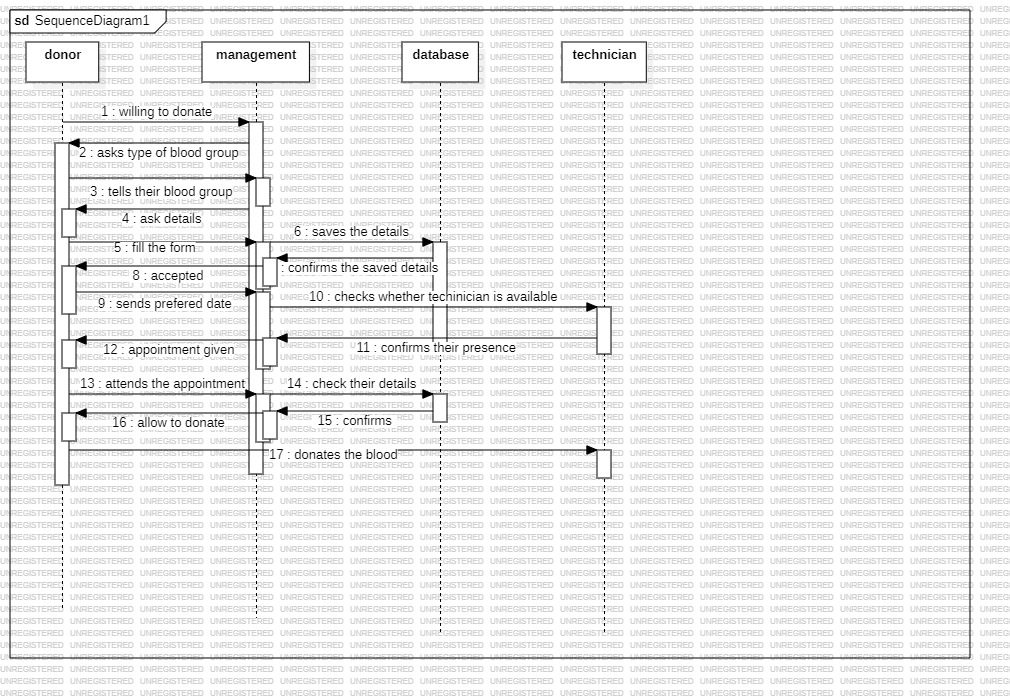 sd SequenceDiagram1
donor
management
database
technician
1 : willing to donate
2 : asks type of blood group
3 : tells their blood group
4 : ask details
5 : fill the form
6 : saves the details
: confirms the saved details
8 : accepted
9 : sends prefered date
10 : checks whether techinician is available
11 : confirms their presence
12 : appointment given
13 : attends the appointment
14 : check their details
15 : confirms
16 : allow to donate
17 : donates the blood
UNREGISTERED